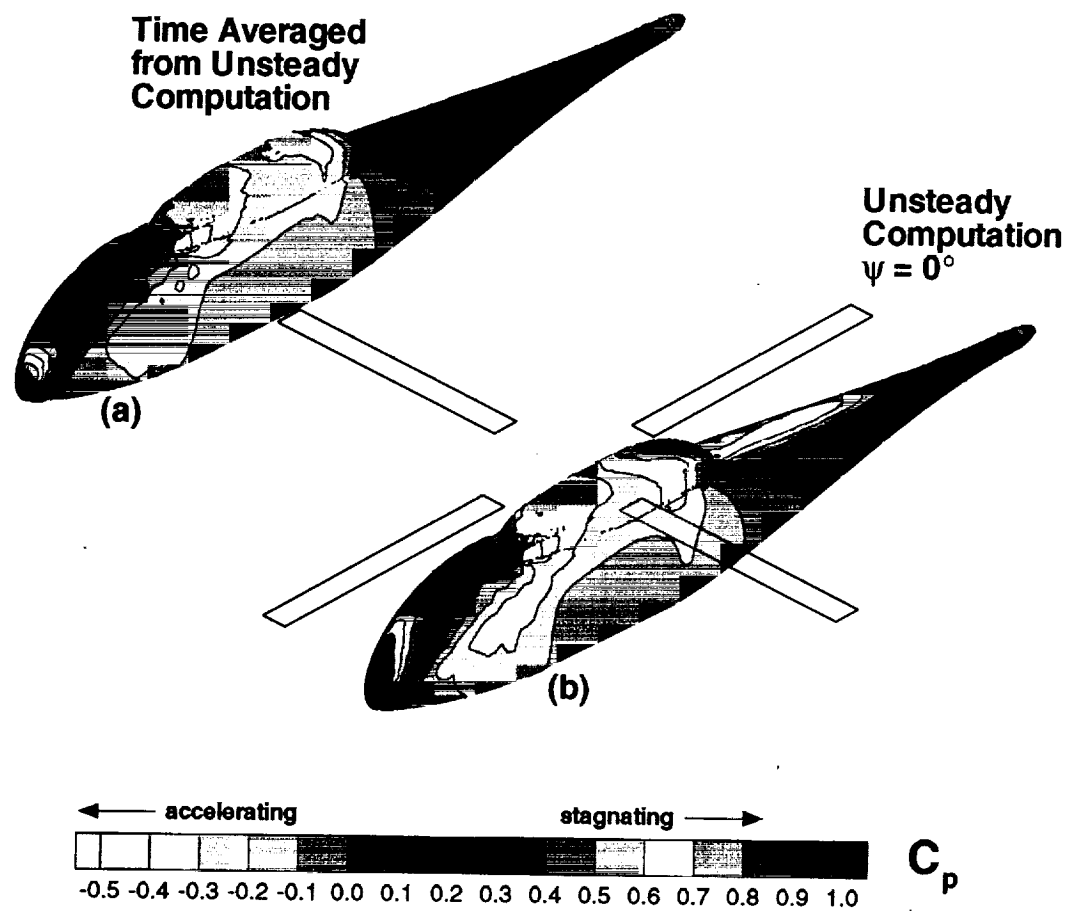 Time Averaged
from Unsteady
Computation
Unsteady
Computation
ψ = 0°
(a)
(b)
accelerating
stagnating
-0.5 -0.4 -0.3 -0.2 -0.1 0.0 0.1 0.2 0.3 0.4 0.5 0.6 0.7 0.8 0.9 1.0
Cp